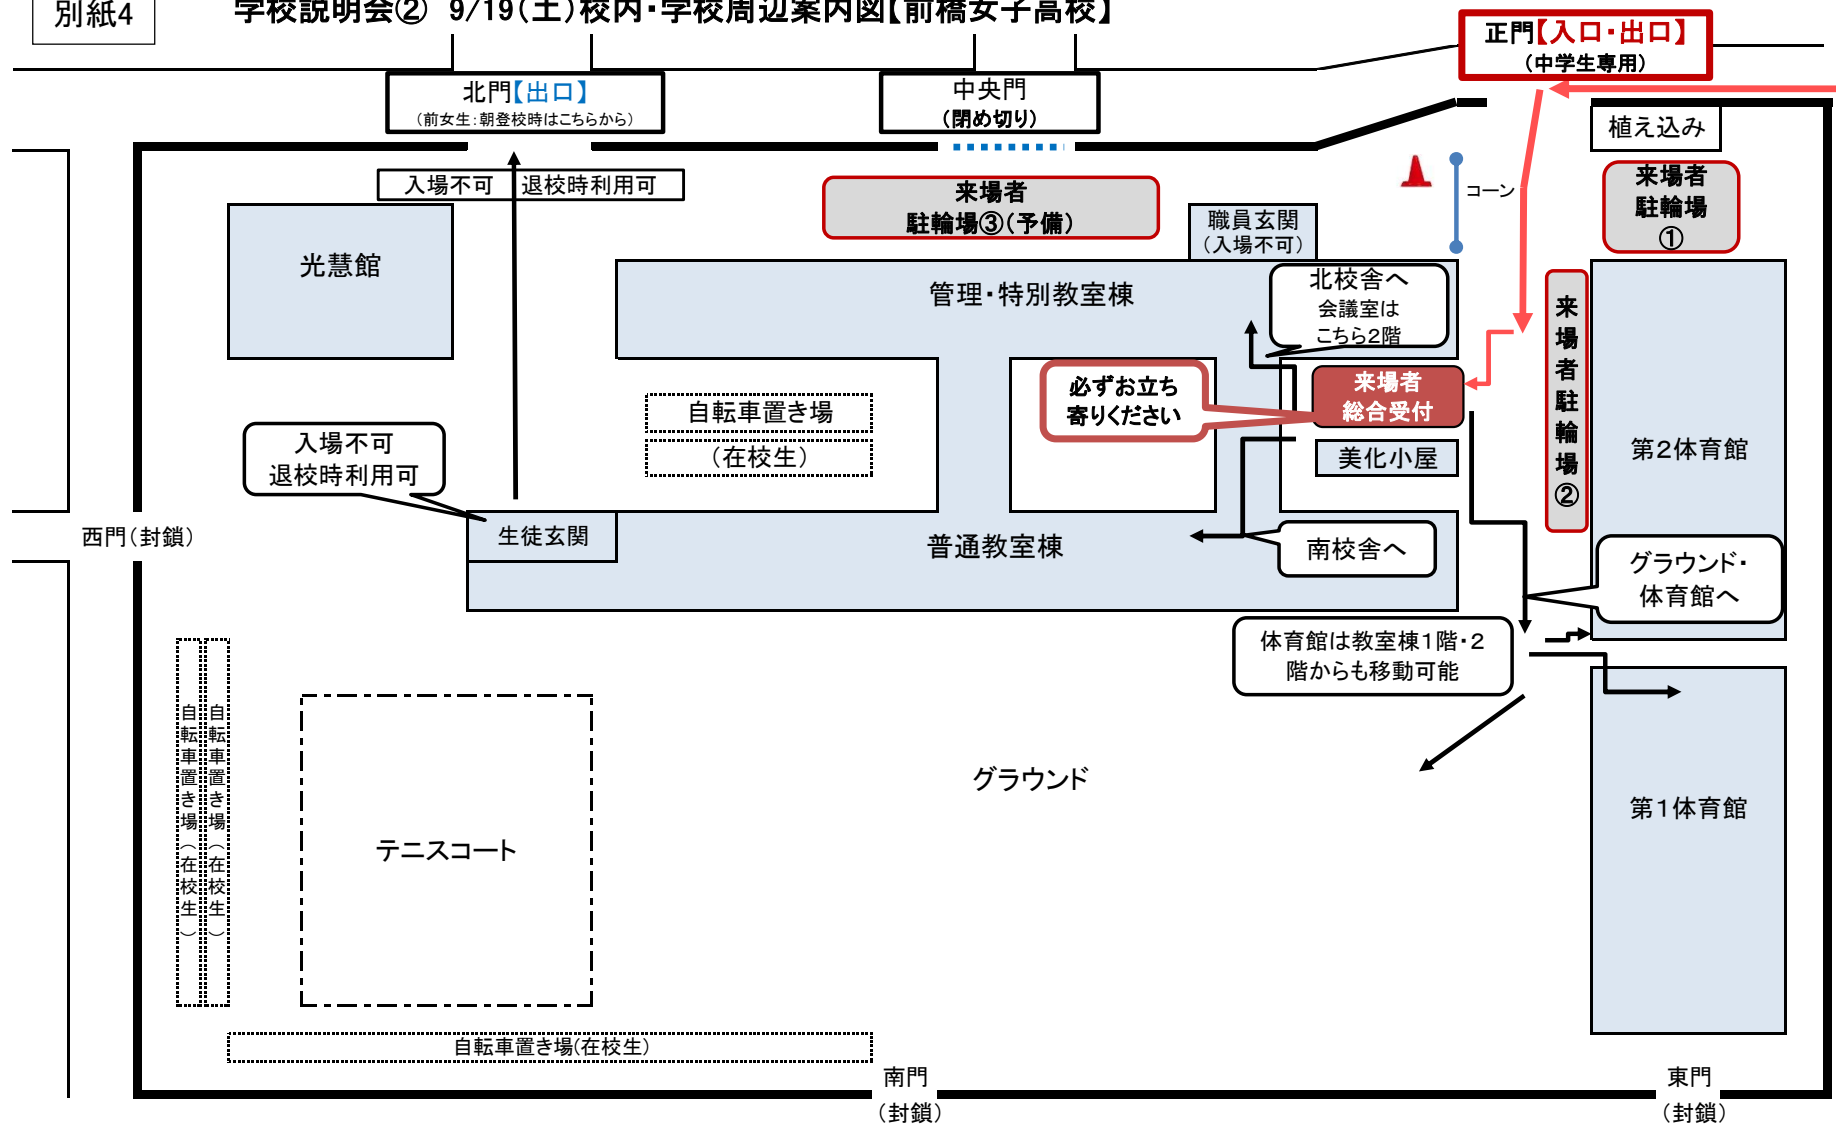 別紙4
学校説明会② 9/19(土)校内・学校周辺案内図【前橋女子高校】
正門【入口・出口】
(中学生専用)
北門【出口】
(前女生:朝登校時はこちらから)
中央門
(閉め切り)
植え込み
入場不可
退校時利用可
来場者
駐輪場③(予備)
コーン
来場者
駐輪場
①
職員玄関
(入場不可)
光慧館
管理・特別教室棟
北校舎へ
会議室は
こちら2階
来場者駐輪場②
必ずお立ち
寄りください
来場者
総合受付
自転車置き場
(在校生)
美化小屋
第2体育館
入場不可
退校時利用可
西門(封鎖)
生徒玄関
普通教室棟
南校舎へ
グラウンド・
体育館へ
体育館は教室棟1階・2
階からも移動可能
自転車置き場(在校生)
自転車置き場(在校生)
テニスコート
グラウンド
第1体育館
自転車置き場(在校生)
南門
(封鎖)
東門
(封鎖)